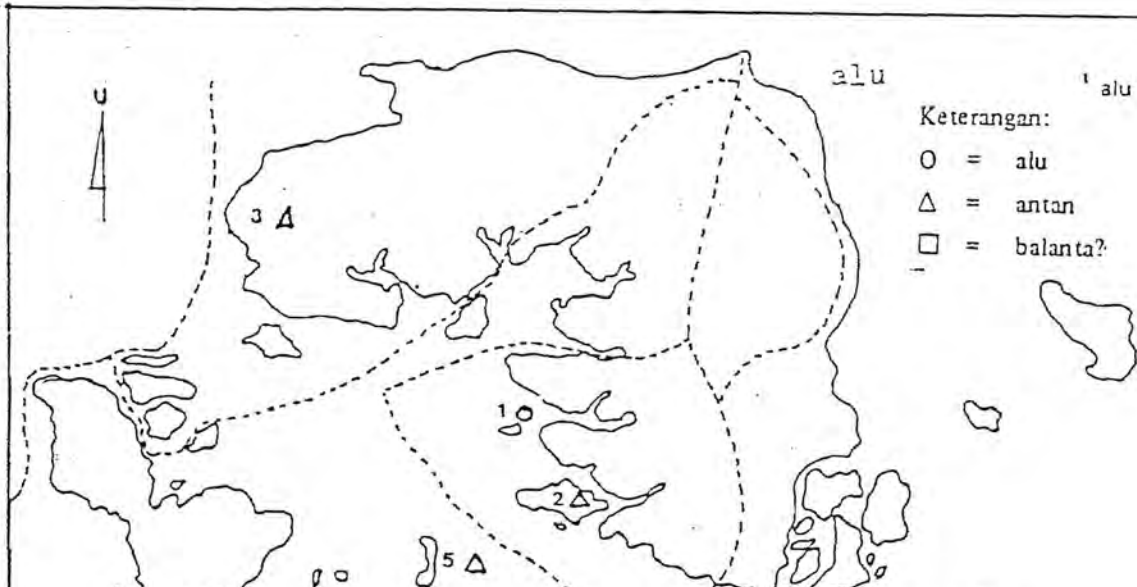 U
alu
alu
Keterangan:
O = alu
△ = antan
□ = balanta?
3 △
1 O
2 △
5 △